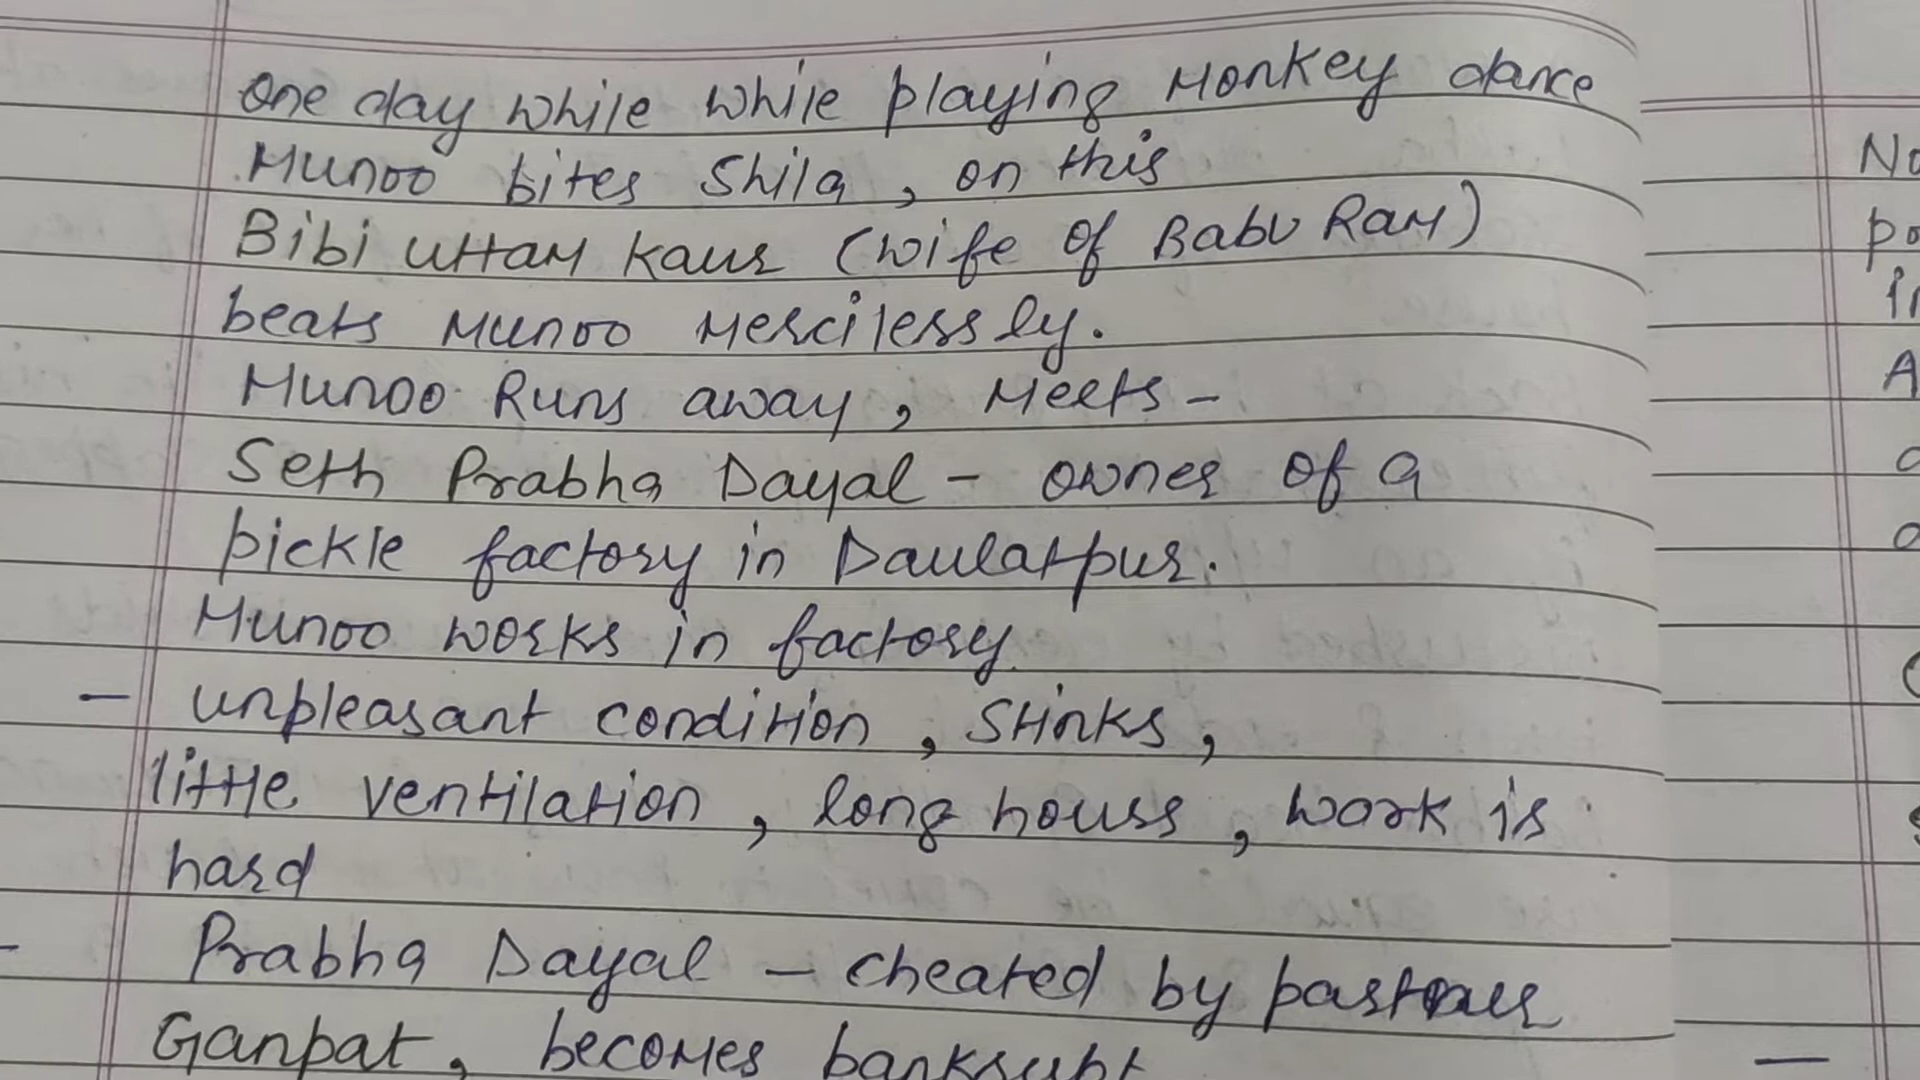 One day while while playing Monkey dance
Munoo bites Shila, on this
Bibi Uttam Kaur (wife of Babu Ram)
beats Munoo Mercilessly.
Munoo Runs away, Meets -
Seth Prabha Dayal - owner of a
pickle factory in Daulatpur.
Munoo works in factory.
- unpleasant condition, Stinks,
little ventilation, long hours, work is
hard
- Prabha Dayal - cheated by partner
Ganpat, becomes bankrupt